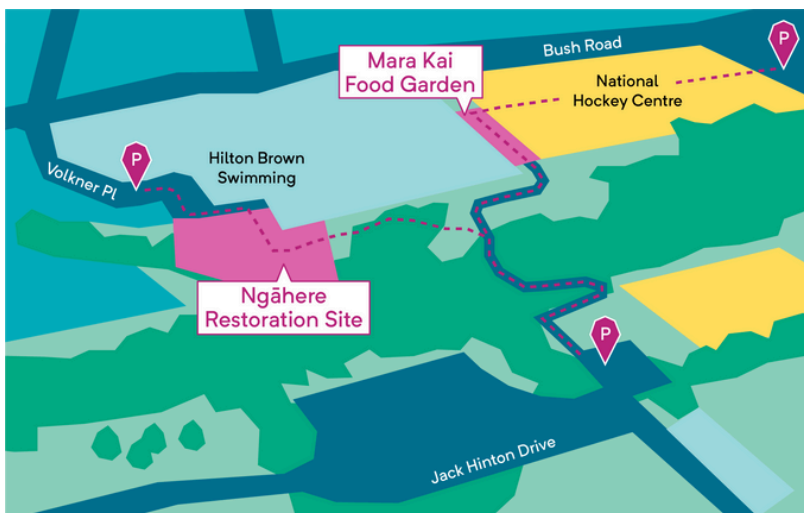 Bush Road
P
Mara Kai
Food Garden
National
Hockey Centre
P
Hilton Brown
Swimming
Volkner Pl
Ngāhere
Restoration Site
P
Jack Hinton Drive